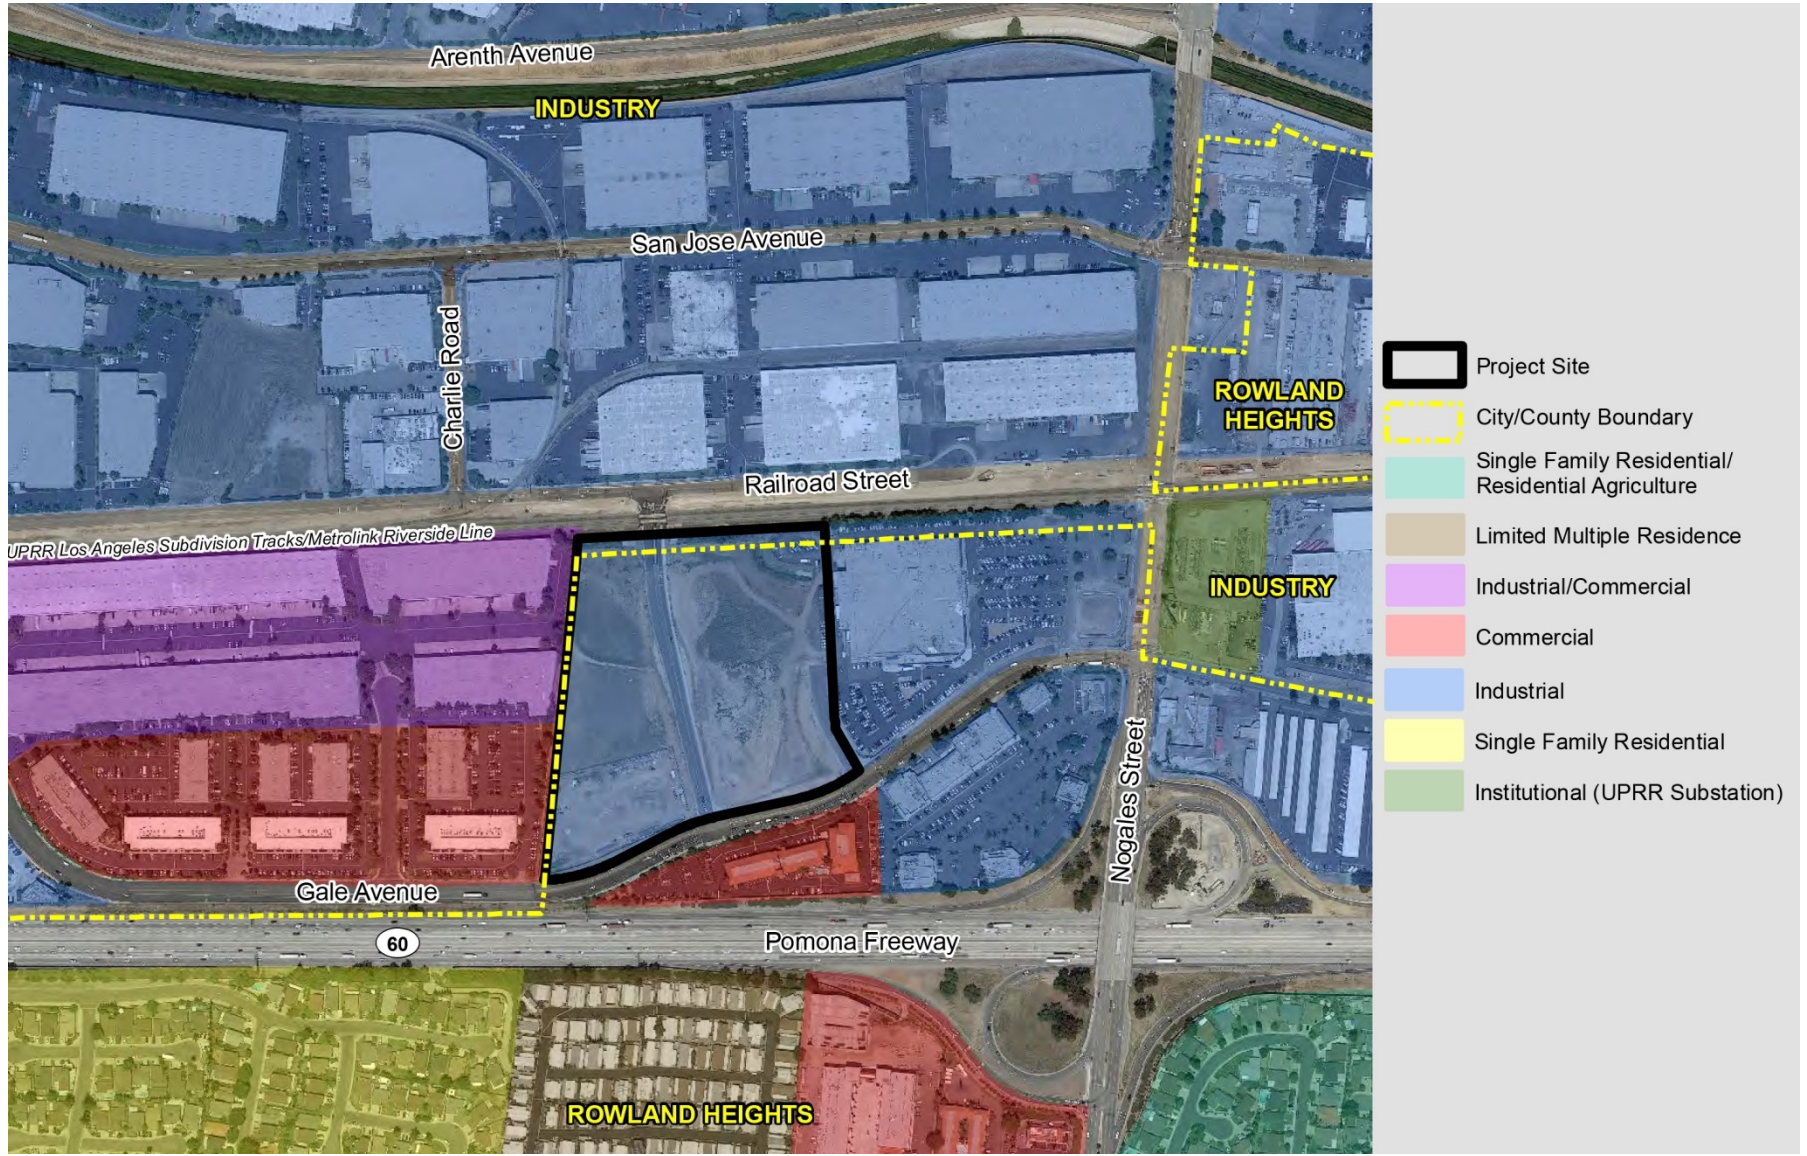 Arenth Avenue
INDUSTRY
San Jose Avenue
Charlie Road
ROWLAND
HEIGHTS
Railroad Street
UPRR Los Angeles Subdivision Tracks/Metrolink Riverside Line
INDUSTRY
Nogales Street
Gale Avenue
60
Pomona Freeway
ROWLAND HEIGHTS
Project Site
City/County Boundary
Single Family Residential/
Residential Agriculture
Limited Multiple Residence
Industrial/Commercial
Commercial
Industrial
Single Family Residential
Institutional (UPRR Substation)